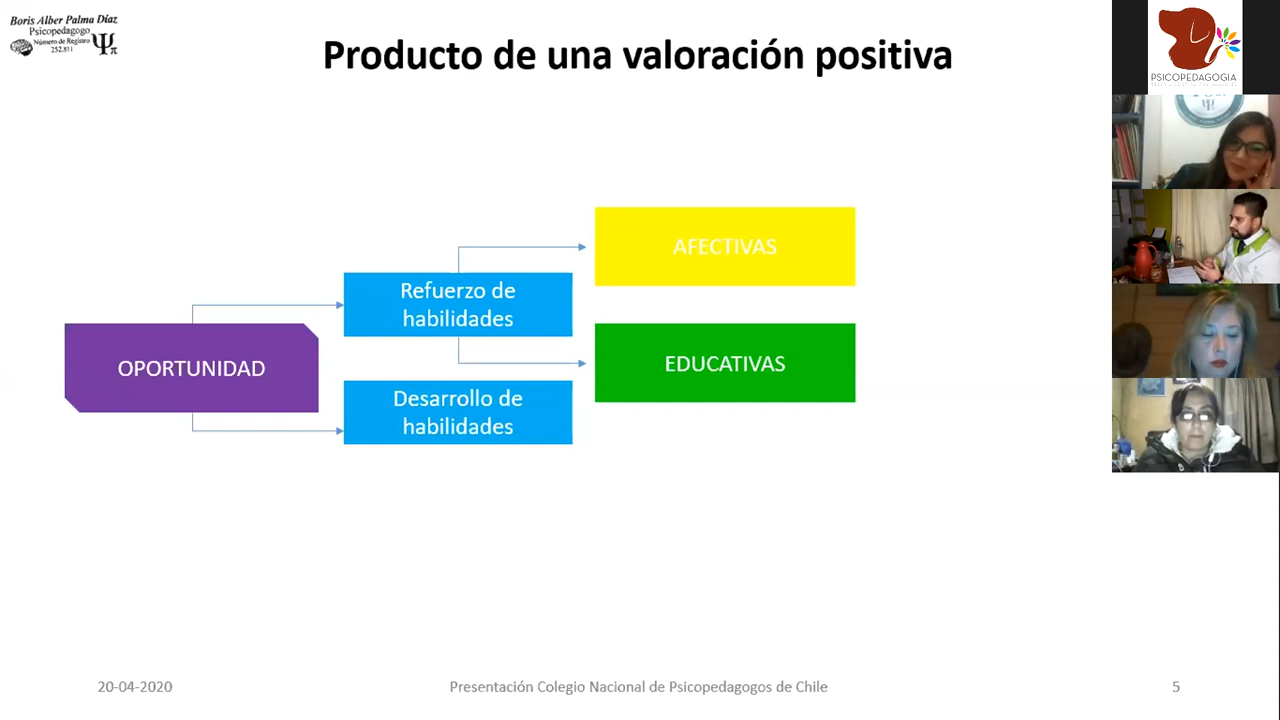 Boris Alber Palma Díaz
Psicopedagogo
Número de Registro
252.811
Producto de una valoración positiva
PSICOPEDAGOGIA
AFECTIVAS
Refuerzo de
habilidades
OPORTUNIDAD
EDUCATIVAS
Desarrollo de
habilidades
20-04-2020
Presentación Colegio Nacional de Psicopedagogos de Chile
5